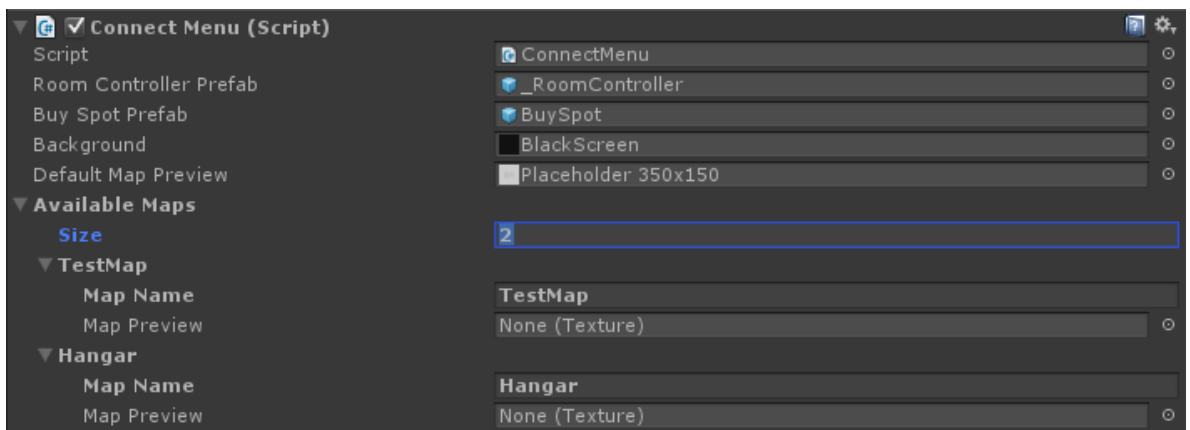 Connect Menu (Script)
Script ConnectMenu
Room Controller Prefab _RoomController
Buy Spot Prefab BuySpot
Background BlackScreen
Default Map Preview Placeholder 350x150
Available Maps
Size 2
TestMap
Map Name TestMap
Map Preview None (Texture)
Hangar
Map Name Hangar
Map Preview None (Texture)